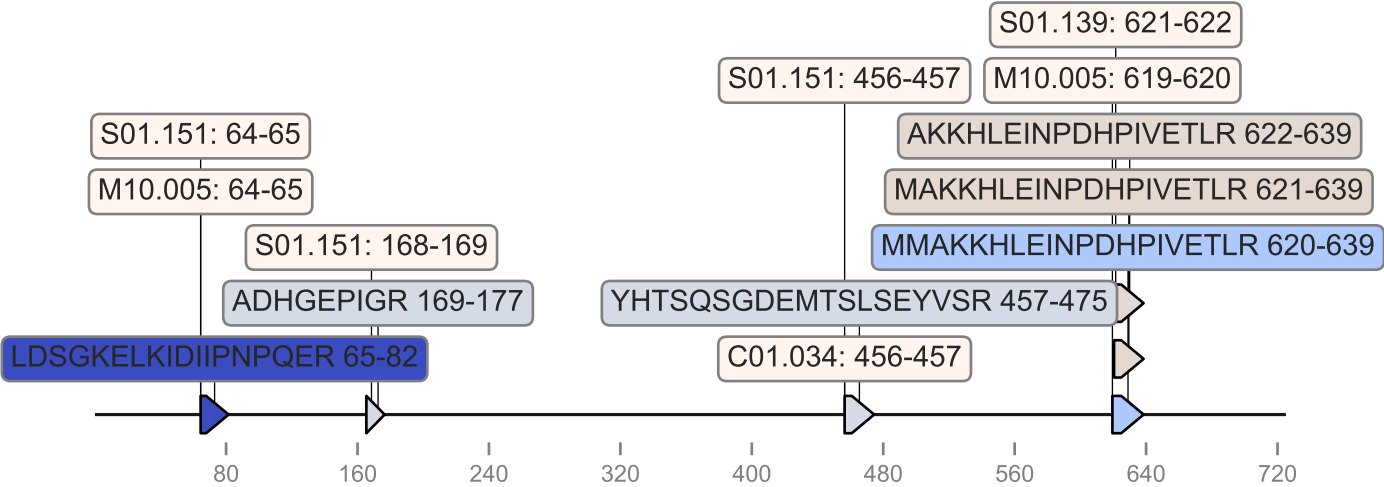 S01.139: 621-622
S01.151: 456-457
M10.005: 619-620
S01.151: 64-65
AKKHLEINPDHPIVETLR 622-639
M10.005: 64-65
MAKKHLEINPDHPIVETLR 621-639
S01.151: 168-169
MMAKKHLEINPDHPIVETLR 620-639
ADHGEPIGR 169-177
YHTSQSGDEMTSLSEYVSR 457-475
LDSGKELKIDIIPNPQER 65-82
C01.034: 456-457
80 160 240 320 400 480 560 640 720